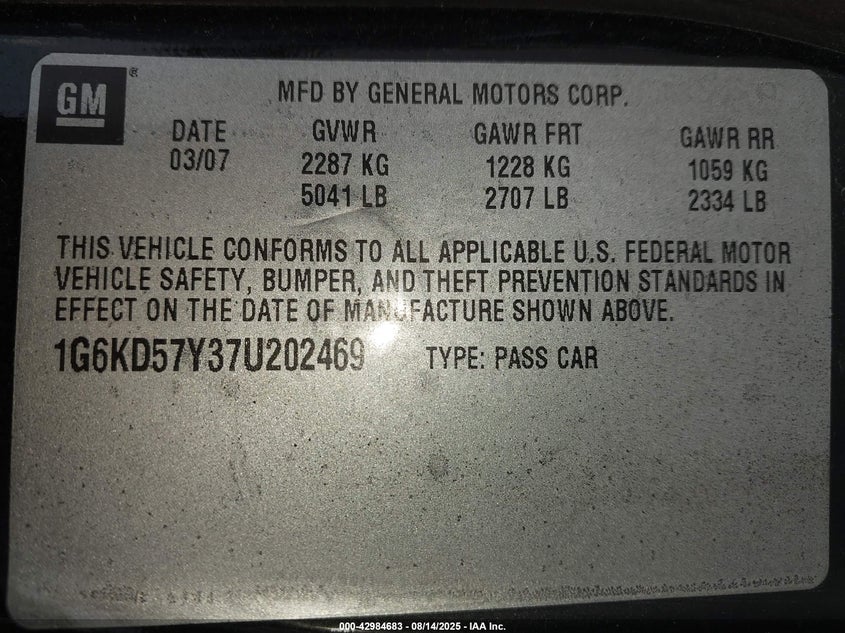 GM®
MFD BY GENERAL MOTORS CORP.
DATE GVWR GAWR FRT GAWR RR
03/07 2287 KG 1228 KG 1059 KG
5041 LB 2707 LB 2334 LB
THIS VEHICLE CONFORMS TO ALL APPLICABLE U.S. FEDERAL MOTOR
VEHICLE SAFETY, BUMPER, AND THEFT PREVENTION STANDARDS IN
EFFECT ON THE DATE OF MANUFACTURE SHOWN ABOVE.
1G6KD57Y37U202469 TYPE: PASS CAR
000-42984683 - 08/14/2025 - IAA Inc.